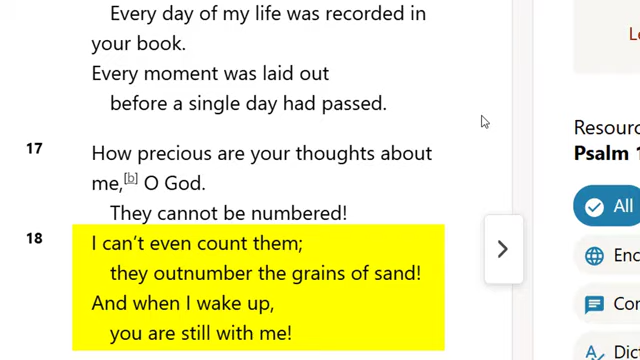 Every day of my life was recorded in
your book.
Every moment was laid out
before a single day had passed.
17 How precious are your thoughts about
me,[b] O God.
They cannot be numbered!
18 I can't even count them;
they outnumber the grains of sand!
And when I wake up,
you are still with me!
Resourc
Psalm 1
All
Enc
Con
Dict